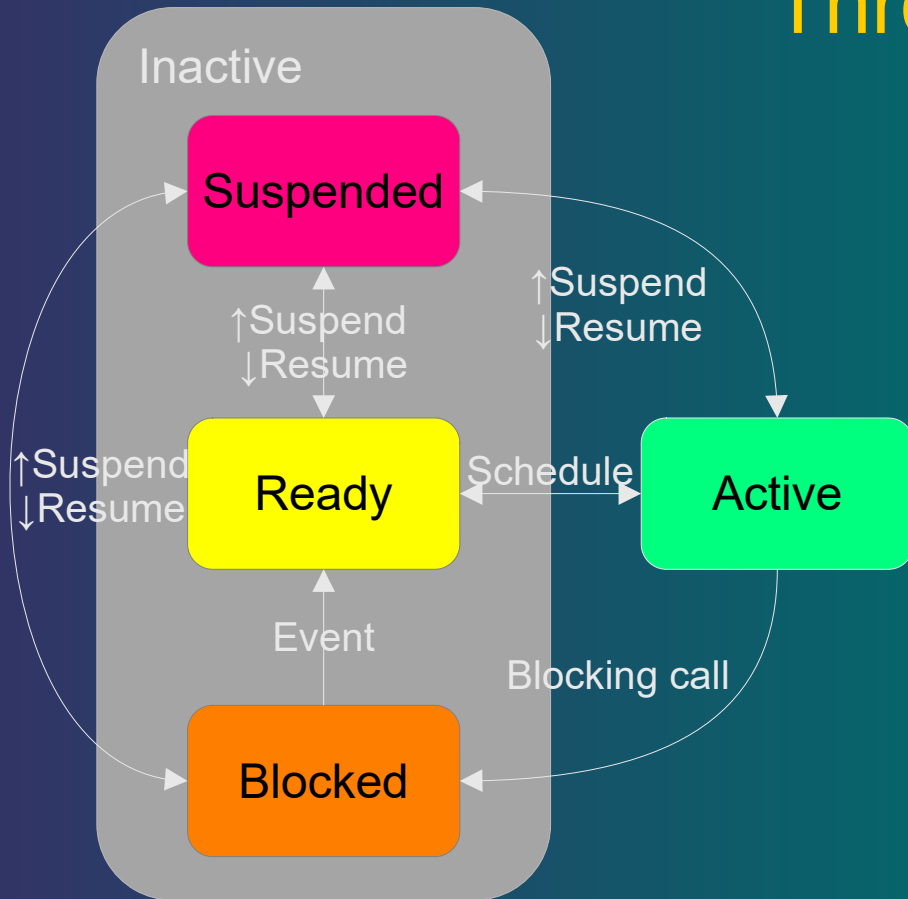 Inactive
Suspended
↑Suspend
↓Resume
↑Suspend
↓Resume
↑Suspend
↓Resume
Ready
Schedule
Active
Event
Blocking call
Blocked